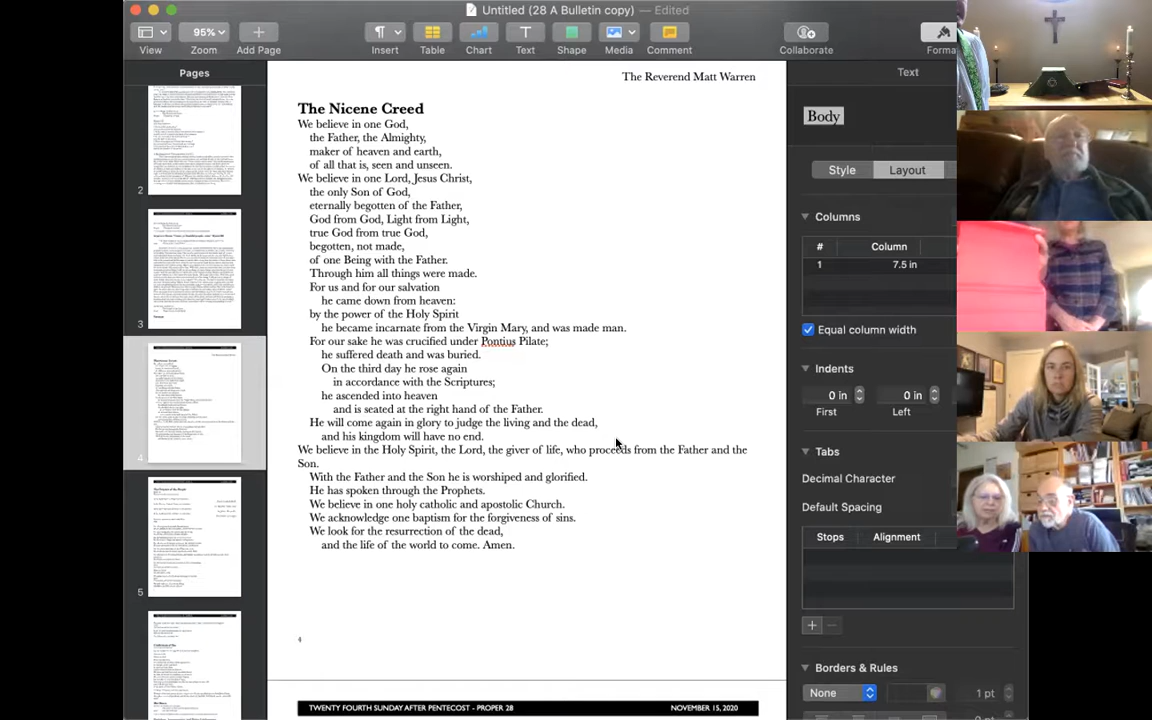 Untitled (28 A Bulletin copy) — Edited
95%
View
Zoom
Add Page
Insert
Table
Chart
Text
Shape
Media
Comment
Collaborate
Forma
Pages
2
3
4
5
The Reverend Matt Warren
The Nicene Creed
We believe in one God,
the Father, the Almighty,
maker of heaven and earth,
of all that is, seen and unseen.
We believe in one Lord, Jesus Christ,
the only Son of God,
eternally begotten of the Father,
God from God, Light from Light,
true God from true God,
begotten, not made,
of one Being with the Father.
Through him all things were made.
For us and for our salvation
he came down from heaven:
by the power of the Holy Spirit
he became incarnate from the Virgin Mary, and was made man.
For our sake he was crucified under Pontius Pilate;
he suffered death and was buried.
On the third day he rose again
in accordance with the Scriptures;
he ascended into heaven
and is seated at the right hand of the Father.
He will come again in glory to judge the living and the dead,
and his kingdom will have no end.
We believe in the Holy Spirit, the Lord, the giver of life, who proceeds from the Father and the
Son.
With the Father and the Son he is worshiped and glorified.
He has spoken through the Prophets.
We believe in one holy catholic and apostolic Church.
We acknowledge one baptism for the forgiveness of sins.
We look for the resurrection of the dead,
and the life of the world to come. Amen.
4
TWENTY FOURTH SUNDAY AFTER PENTECOST - PROPER 28
NOVEMBER 15, 2020
Text
Body
Style
Layout
Columns
#
Column
1
7.5 in
Equal column width
Indents
0 in
0 in
First
Left
Tabs
Decimal Character
Default Spacing
Stops
Alignment
Borders & Rules
None
1 pt